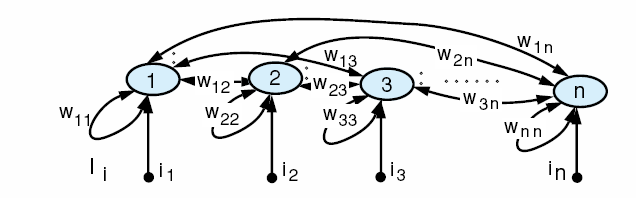 w1n
w13 w2n
1 w12 2 w23 3 ...... w3n n
w11 w22 w33 wnn
Ii i1 i2 i3 in